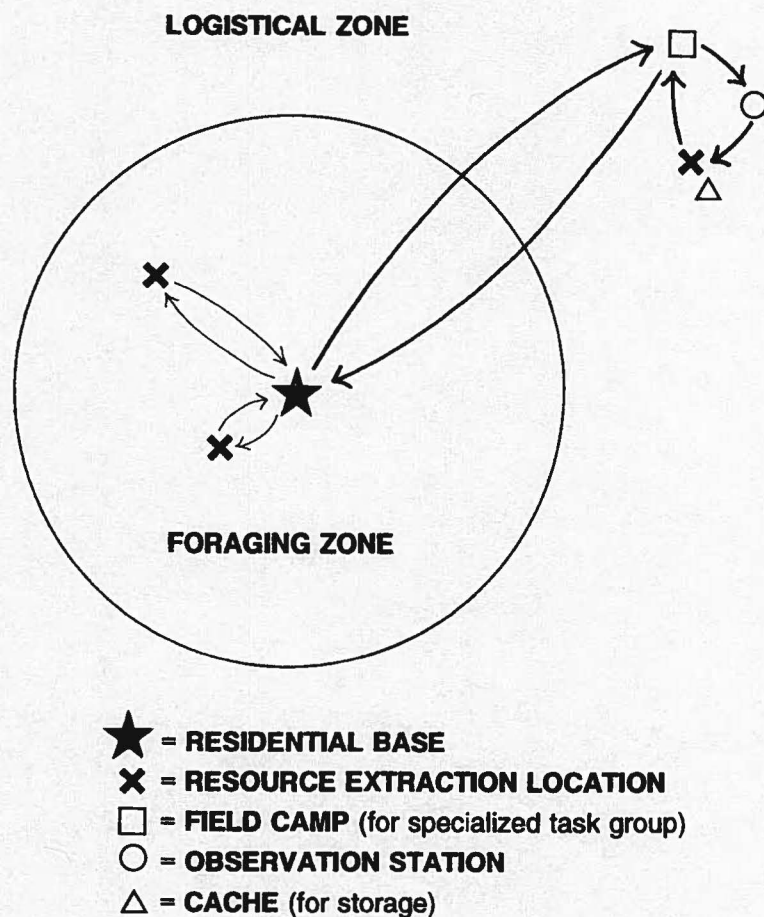 LOGISTICAL ZONE
FORAGING ZONE
= RESIDENTIAL BASE
= RESOURCE EXTRACTION LOCATION
= FIELD CAMP (for specialized task group)
= OBSERVATION STATION
= CACHE (for storage)